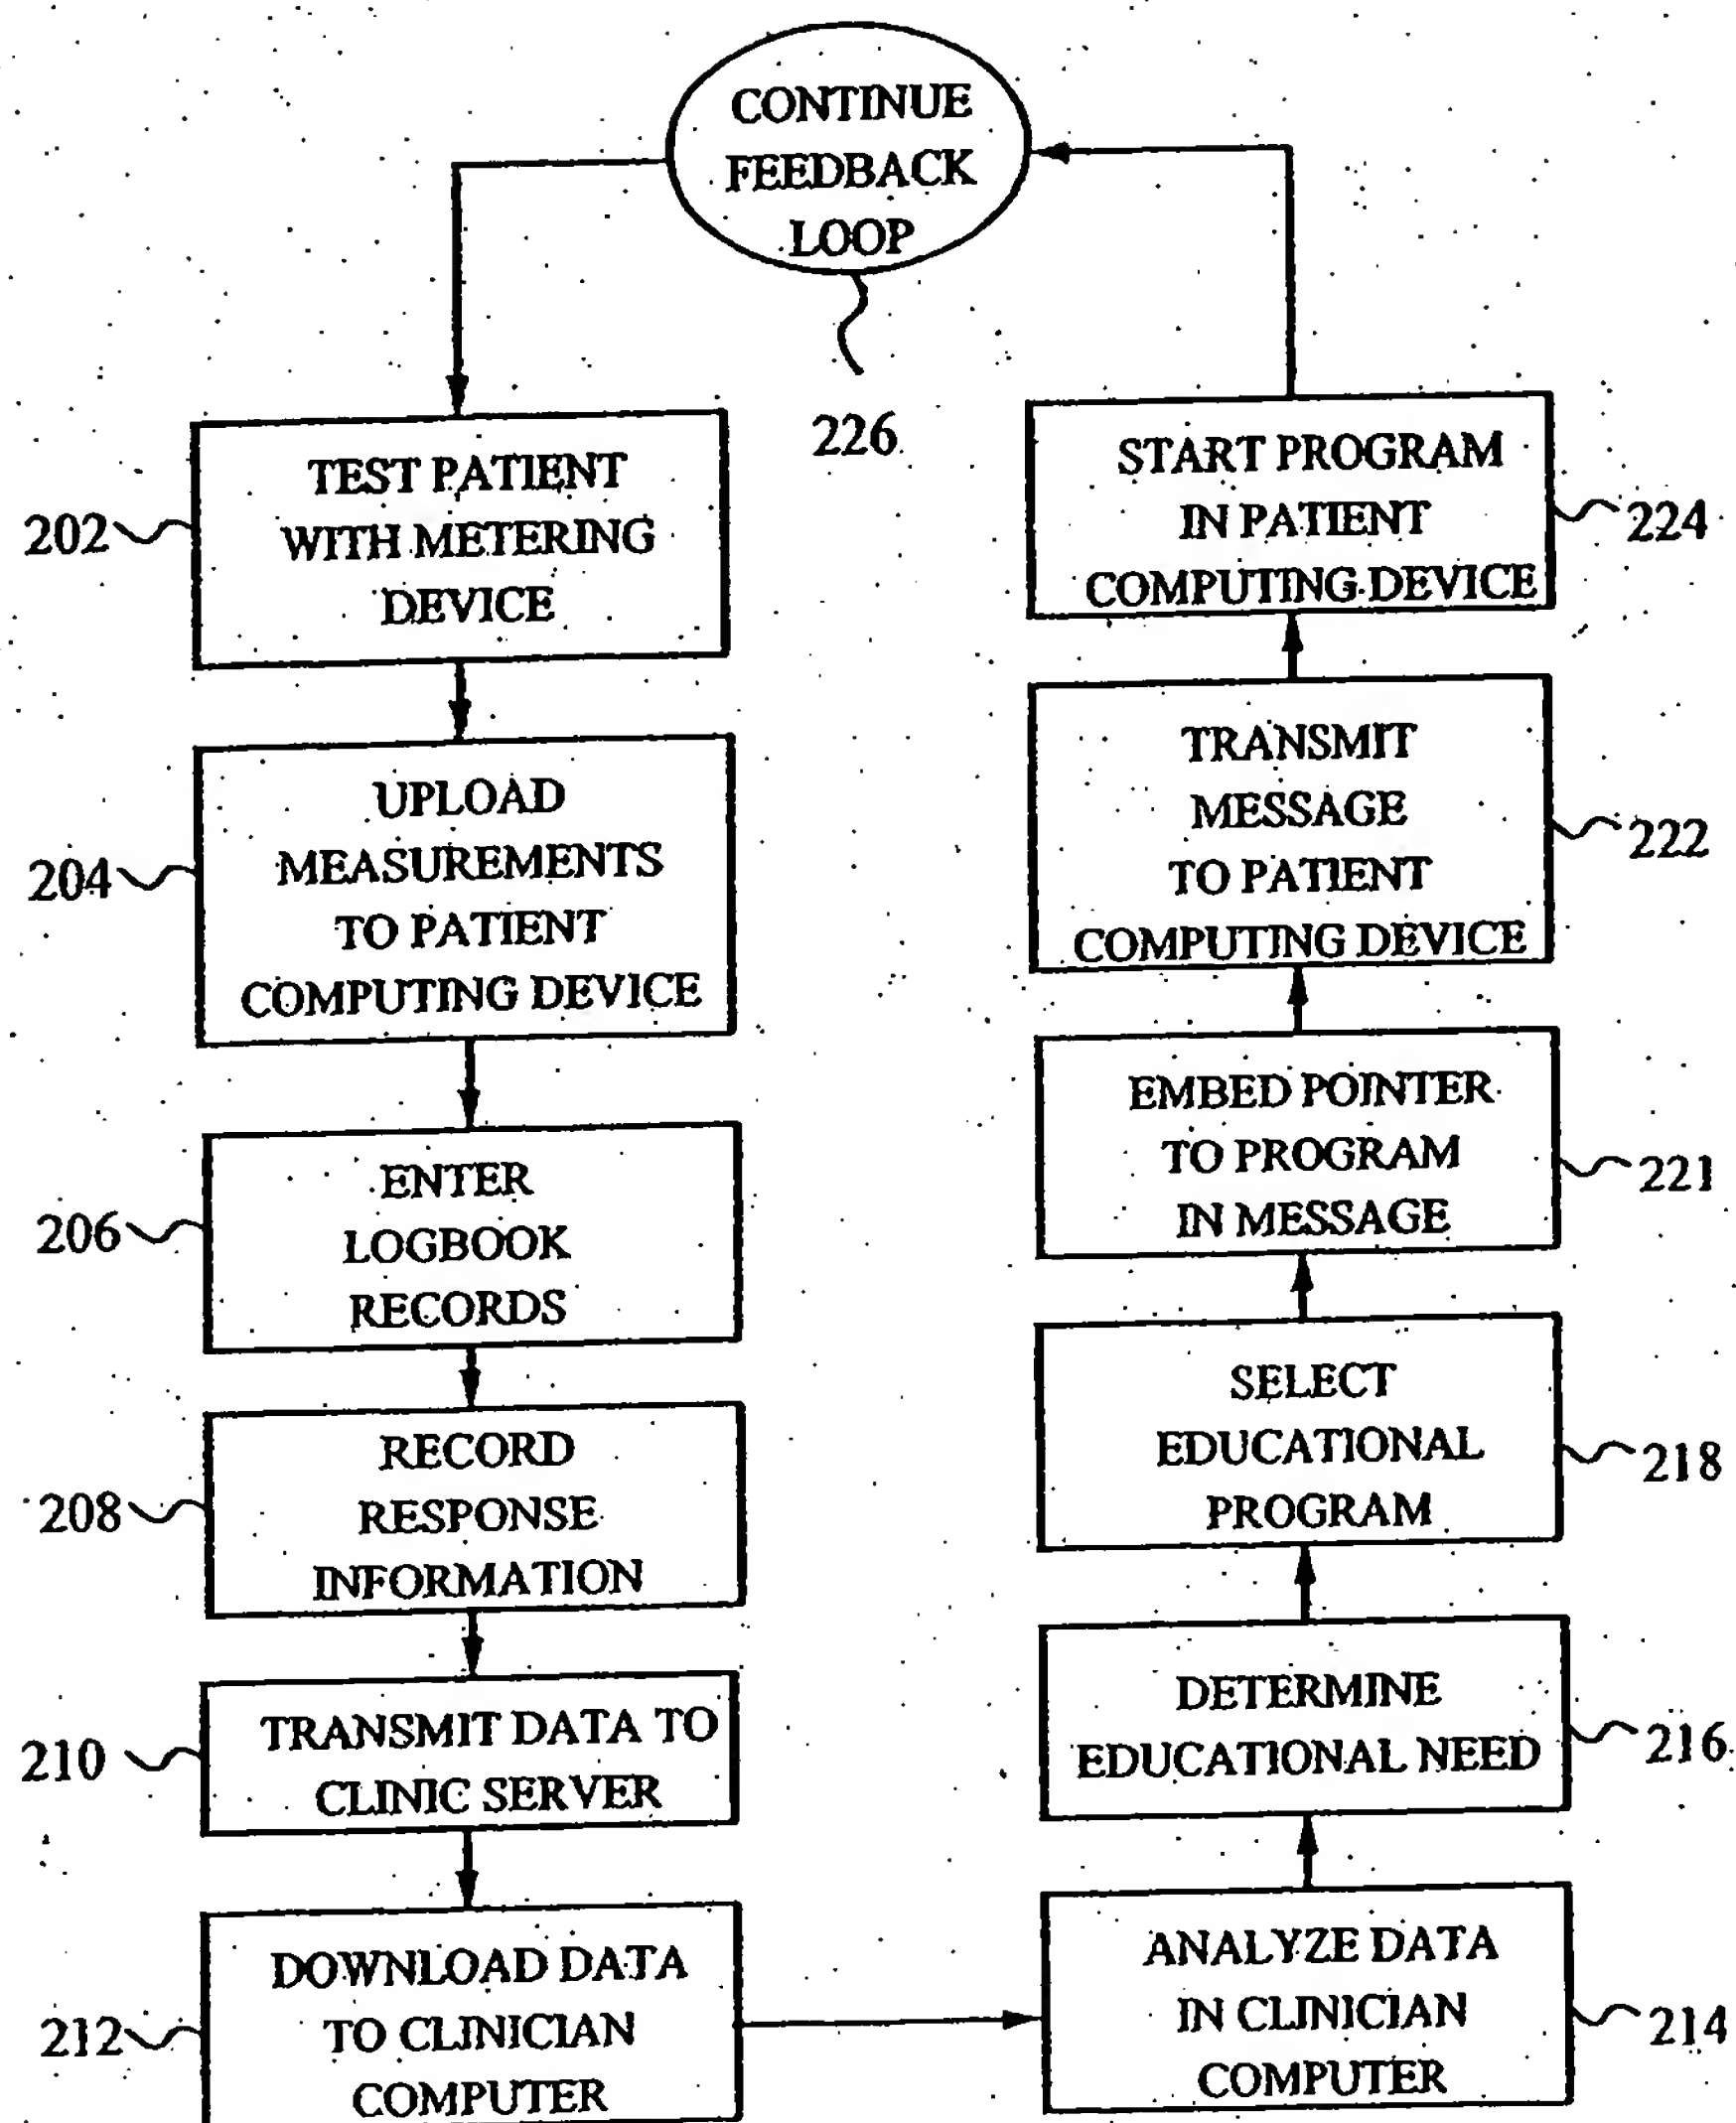 CONTINUE
FEEDBACK
LOOP
226
TEST PATIENT
WITH METERING
DEVICE
202
UPLOAD
MEASUREMENTS
TO PATIENT
COMPUTING DEVICE
204
ENTER
LOGBOOK
RECORDS
206
RECORD
RESPONSE
INFORMATION
208
TRANSMIT DATA TO
CLINIC SERVER
210
DOWNLOAD DATA
TO CLINICIAN
COMPUTER
212
ANALYZE DATA
IN CLINICIAN
COMPUTER
214
DETERMINE
EDUCATIONAL NEED
216
SELECT
EDUCATIONAL
PROGRAM
218
EMBED POINTER
TO PROGRAM
IN MESSAGE
221
TRANSMIT
MESSAGE
TO PATIENT
COMPUTING DEVICE
222
START PROGRAM
IN PATIENT
COMPUTING DEVICE
224